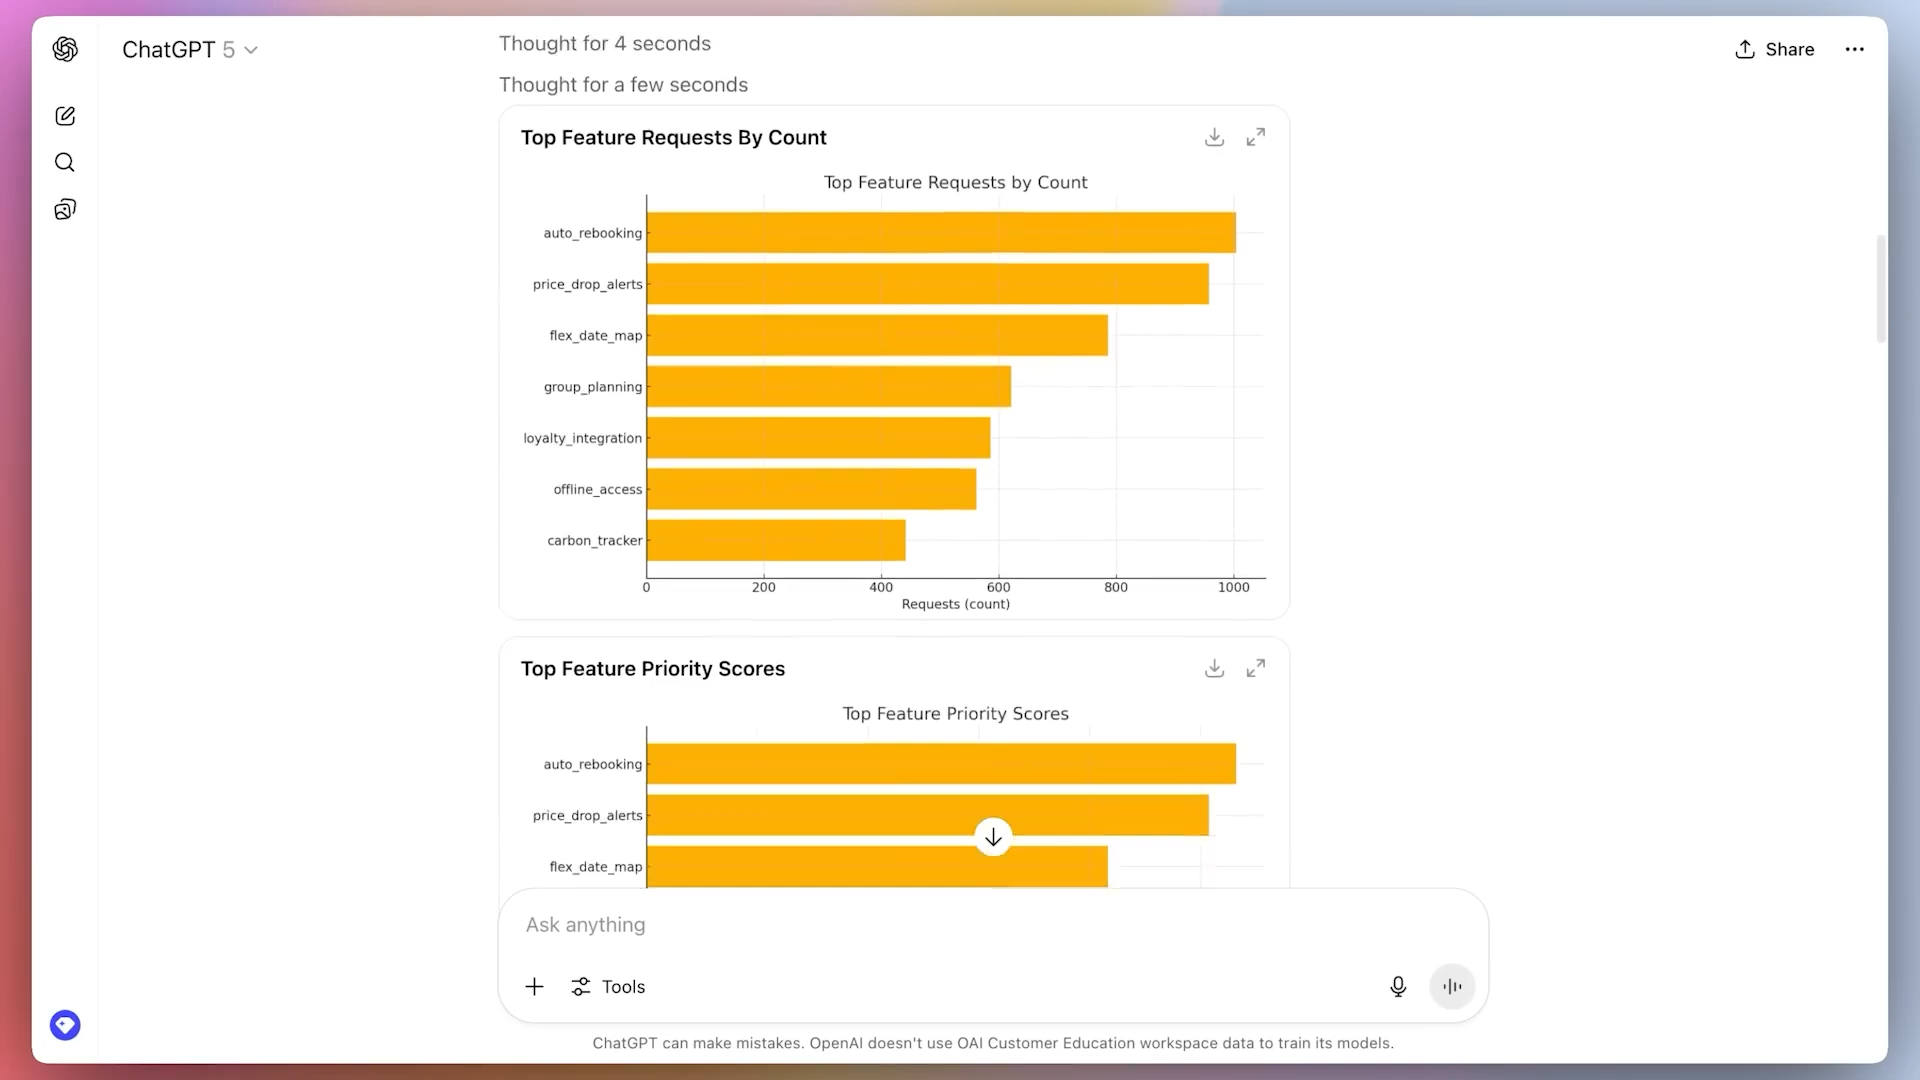 ChatGPT 5
Share
Thought for 4 seconds
Thought for a few seconds
Top Feature Requests By Count
Top Feature Requests by Count
auto_rebooking
price_drop_alerts
flex_date_map
group_planning
loyalty_integration
offline_access
carbon_tracker
0 200 400 600 800 1000
Requests (count)
Top Feature Priority Scores
Top Feature Priority Scores
auto_rebooking
price_drop_alerts
flex_date_map
Ask anything
Tools
ChatGPT can make mistakes. OpenAI doesn't use OAI Customer Education workspace data to train its models.